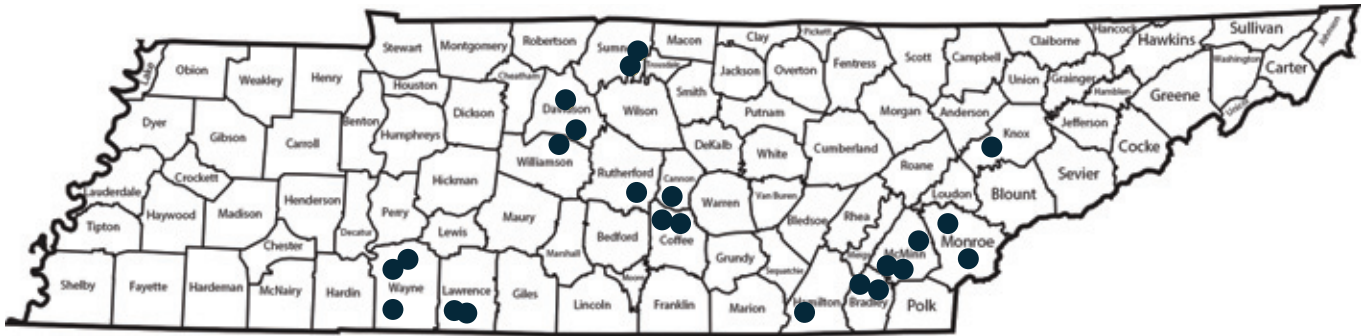 Stewart
Montgomery
Robertson
Sumn
Macon
Clay
Pickett
Scott
Campbell
Claiborne
Hancock
Hawkins
Sullivan
Johnson
Lake
Obion
Weakley
Henry
Houston
Cheatham
Trousdale
Jackson
Overton
Fentress
Union
Grainger
Hamblen
Washington
Carter
Dyer
Gibson
Carroll
Benton
Humphreys
Dickson
Davidson
Wilson
Smith
Putnam
Morgan
Anderson
Knox
Jefferson
Greene
Unicoi
Lauderdale
Crockett
Williamson
DeKalb
White
Cumberland
Roane
Cocke
Sevier
Tipton
Haywood
Madison
Henderson
Decatur
Perry
Hickman
Maury
Rutherford
Cannon
Warren
Van Buren
Bledsoe
Rhea
Loudon
Blount
Chester
Lewis
Marshall
Bedford
Coffee
Grundy
Sequatchie
Meigs
McMinn
Monroe
Shelby
Fayette
Hardeman
McNairy
Hardin
Wayne
Lawrence
Giles
Lincoln
Moore
Franklin
Marion
Hamilton
Bradley
Polk